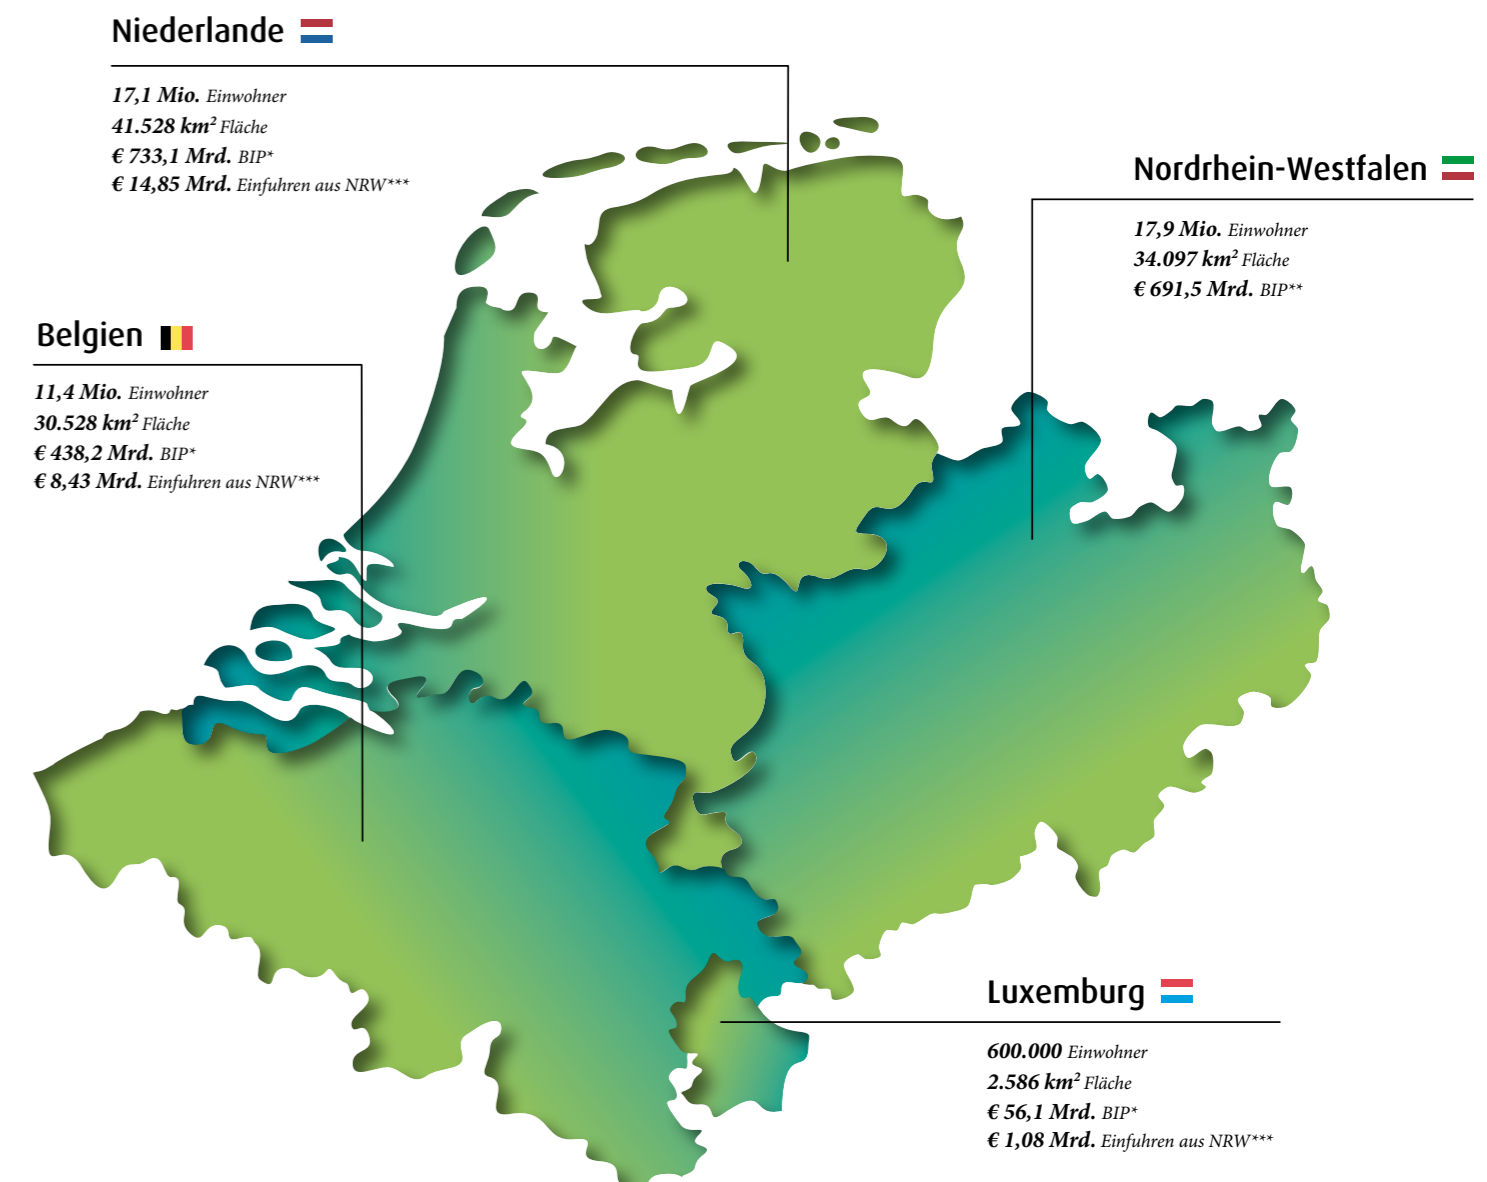 Niederlande
17,1 Mio. Einwohner
41.528 km² Fläche
€ 733,1 Mrd. BIP*
€ 14,85 Mrd. Einfuhren aus NRW***
Nordrhein-Westfalen
17,9 Mio. Einwohner
34.097 km² Fläche
€ 691,5 Mrd. BIP**
Belgien
11,4 Mio. Einwohner
30.528 km² Fläche
€ 438,2 Mrd. BIP*
€ 8,43 Mrd. Einfuhren aus NRW***
Luxemburg
600.000 Einwohner
2.586 km² Fläche
€ 56,1 Mrd. BIP*
€ 1,08 Mrd. Einfuhren aus NRW***